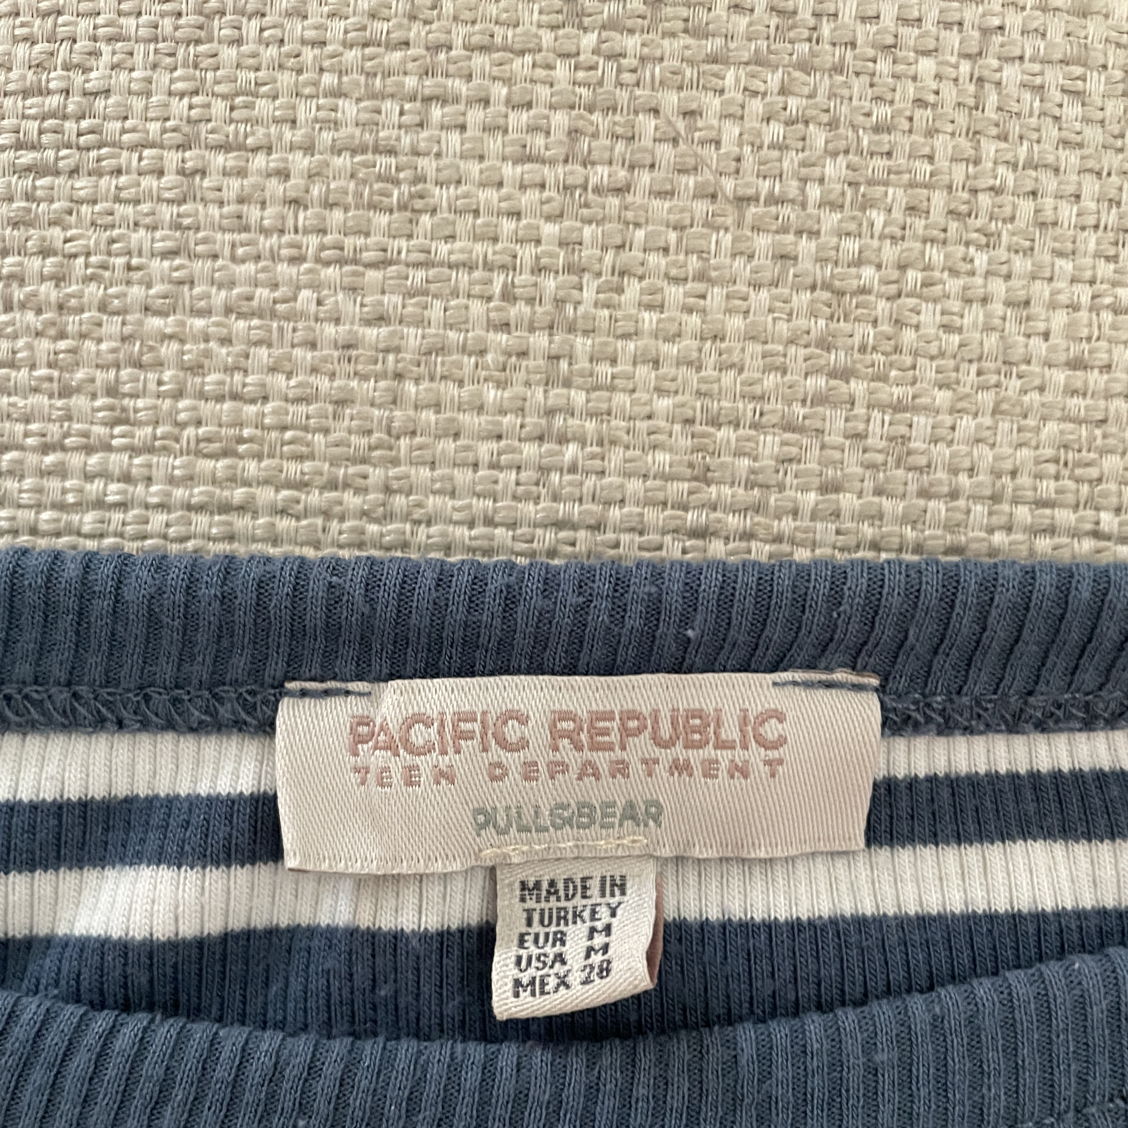 PACIFIC REPUBLIC
TEEN DEPARTMENT
PULL&BEAR
MADE IN
TURKEY
EUR M
USA M
MEX 28